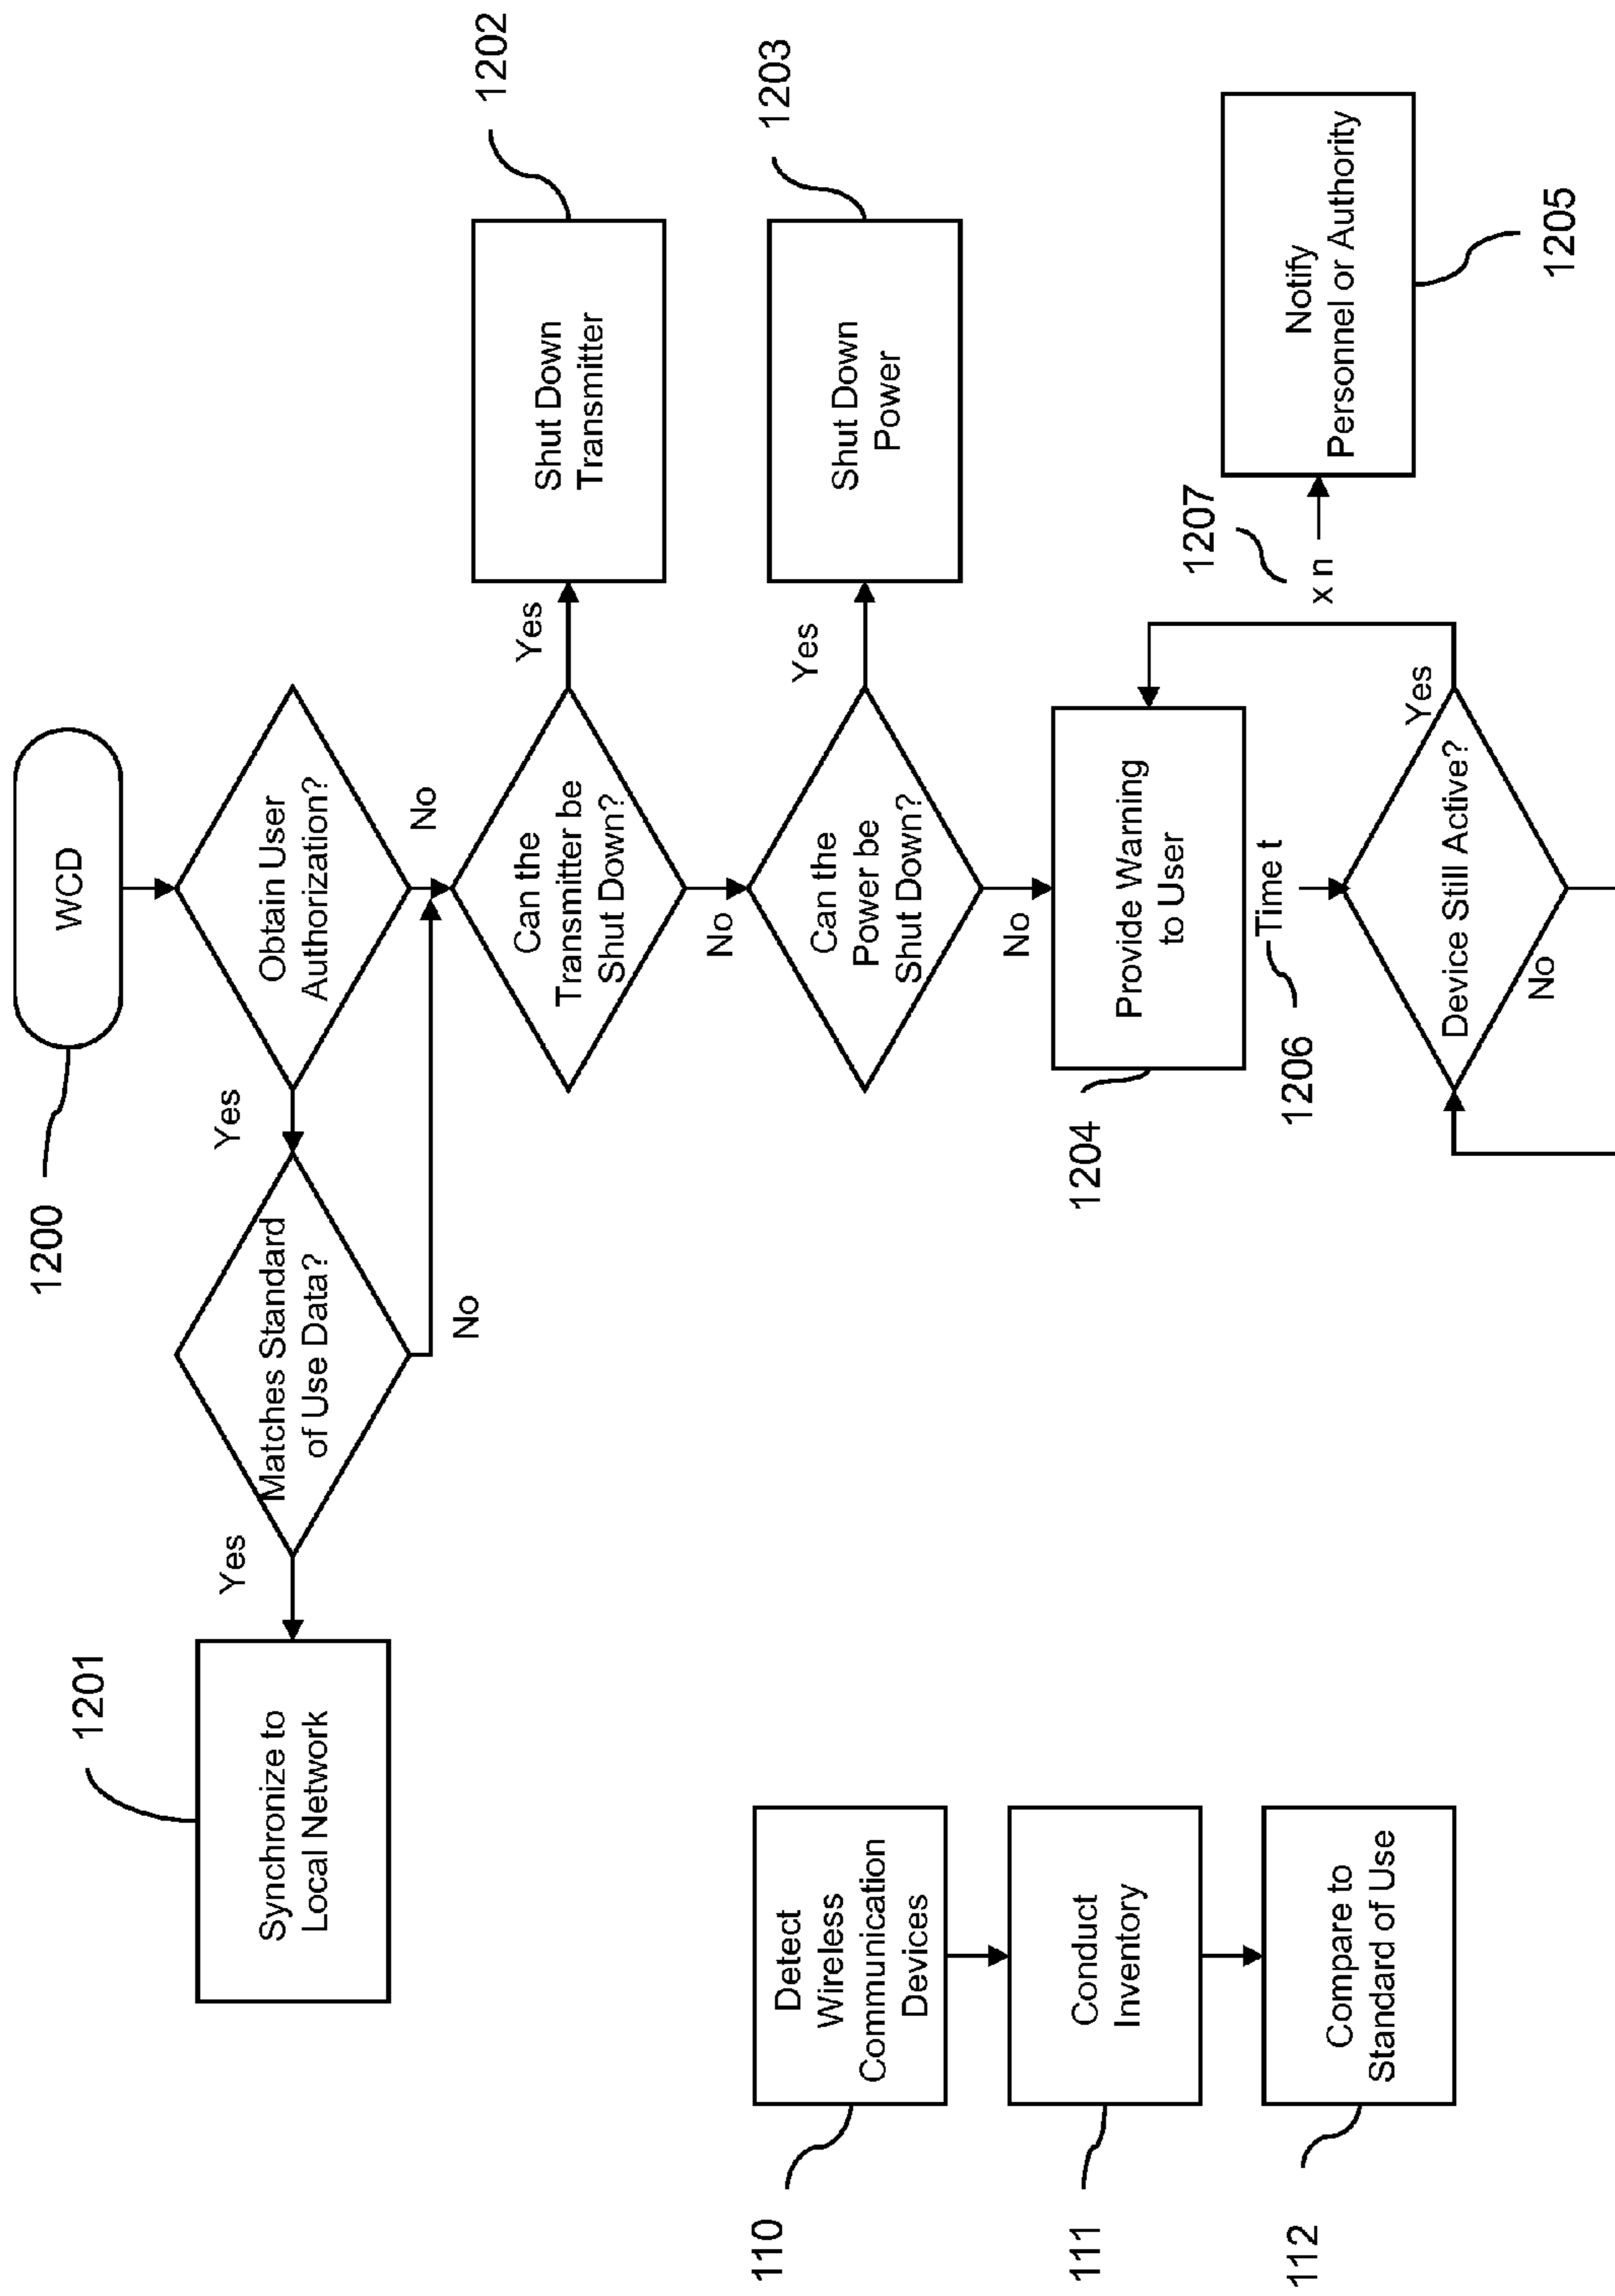 WCD
1200
Obtain User
Authorization?
No
Yes
Matches Standard
of Use Data?
No
Yes
Synchronize to
Local Network
1201
Can the
Transmitter be
Shut Down?
Yes
Shut Down
Transmitter
1202
No
Can the
Power be
Shut Down?
Yes
Shut Down
Power
1203
No
Provide Warning
to User
1204
Time t
1206
Device Still Active?
Yes
No
x n
1207
Notify
Personnel or Authority
1205
Detect
Wireless
Communication
Devices
110
Conduct
Inventory
111
Compare to
Standard of Use
112